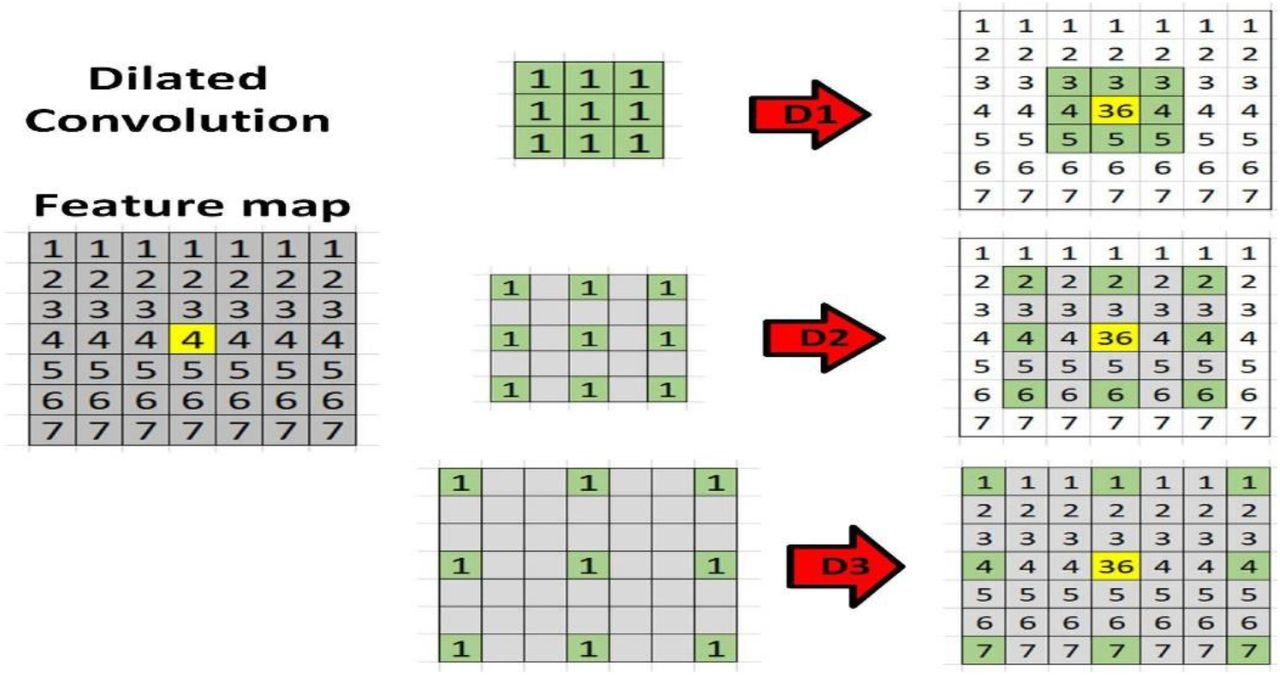 Dilated
Convolution
Feature map
1 1 1 1 1 1 1
2 2 2 2 2 2 2
3 3 3 3 3 3 3
4 4 4 4 4 4 4
5 5 5 5 5 5 5
6 6 6 6 6 6 6
7 7 7 7 7 7 7
1 1 1
1 1 1
1 1 1
D1
1 1 1 1 1 1 1
2 2 2 2 2 2 2
3 3 3 3 3 3 3
4 4 4 36 4 4 4
5 5 5 5 5 5 5
6 6 6 6 6 6 6
7 7 7 7 7 7 7
1 1 1
1 1 1
1 1 1
D2
1 1 1 1 1 1 1
2 2 2 2 2 2 2
3 3 3 3 3 3 3
4 4 4 36 4 4 4
5 5 5 5 5 5 5
6 6 6 6 6 6 6
7 7 7 7 7 7 7
1 1 1
1 1 1
1 1 1
D3
1 1 1 1 1 1 1
2 2 2 2 2 2 2
3 3 3 3 3 3 3
4 4 4 36 4 4 4
5 5 5 5 5 5 5
6 6 6 6 6 6 6
7 7 7 7 7 7 7